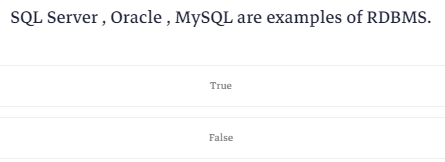 SQL Server , Oracle , MySQL are examples of RDBMS.
True
False